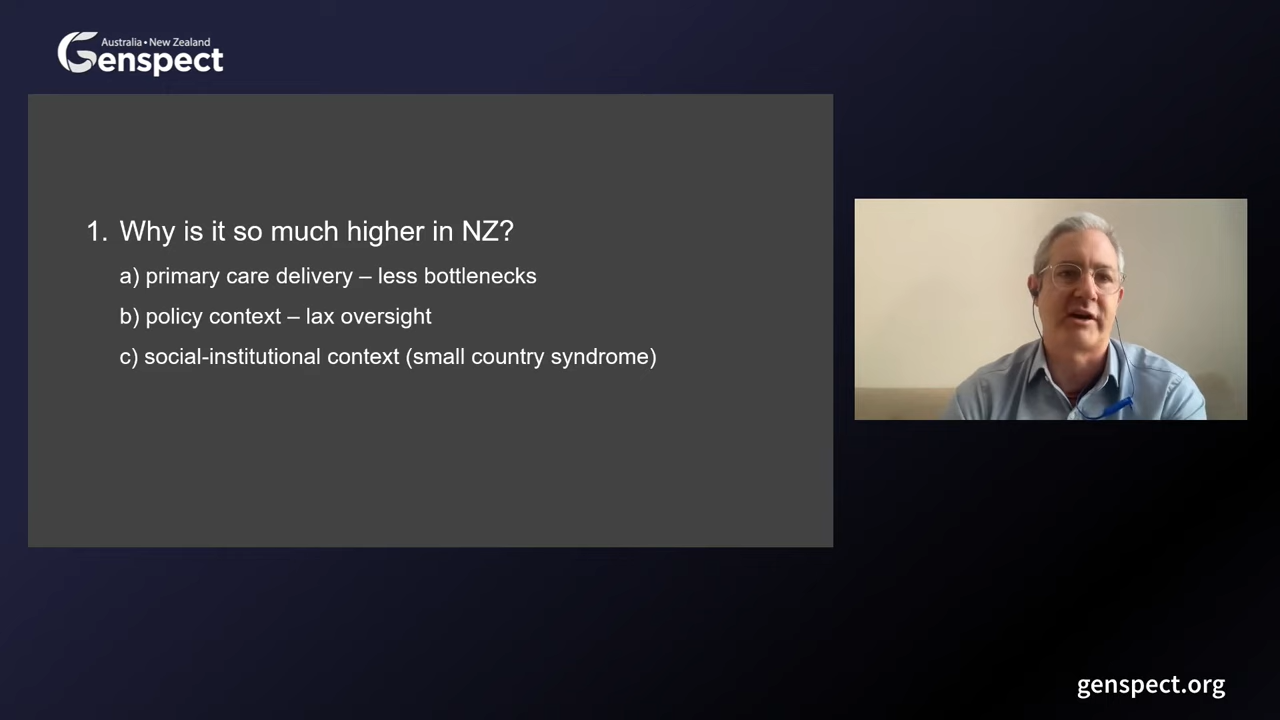 Australia • New Zealand
Genspect
1. Why is it so much higher in NZ?
a) primary care delivery – less bottlenecks
b) policy context – lax oversight
c) social-institutional context (small country syndrome)
genspect.org